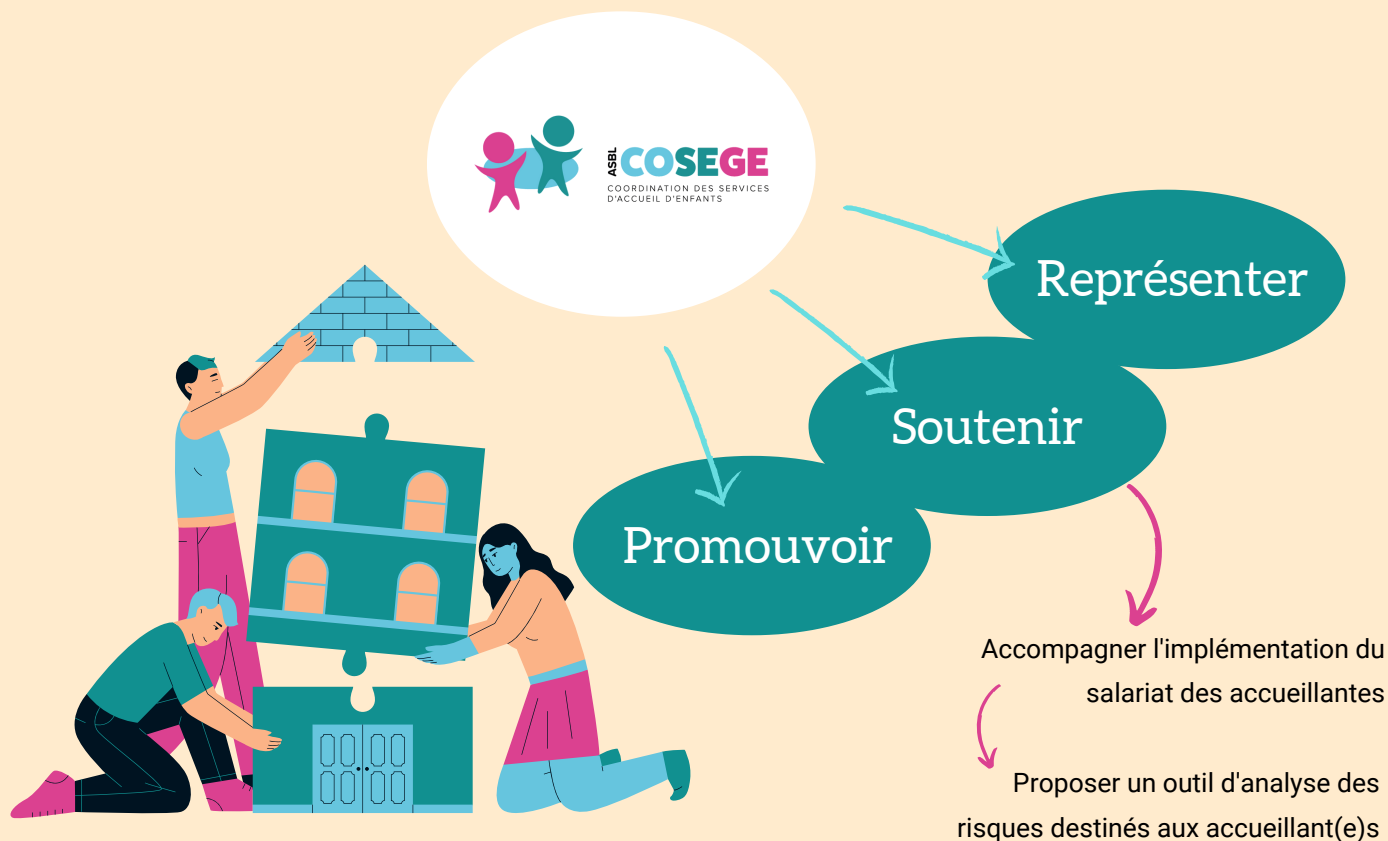 ASBL COSEGE
COORDINATION DES SERVICES
D'ACCUEIL D'ENFANTS
Représenter
Soutenir
Promouvoir
Accompagner l'implémentation du
salariat des accueillantes
Proposer un outil d'analyse des
risques destinés aux accueillant(e)s